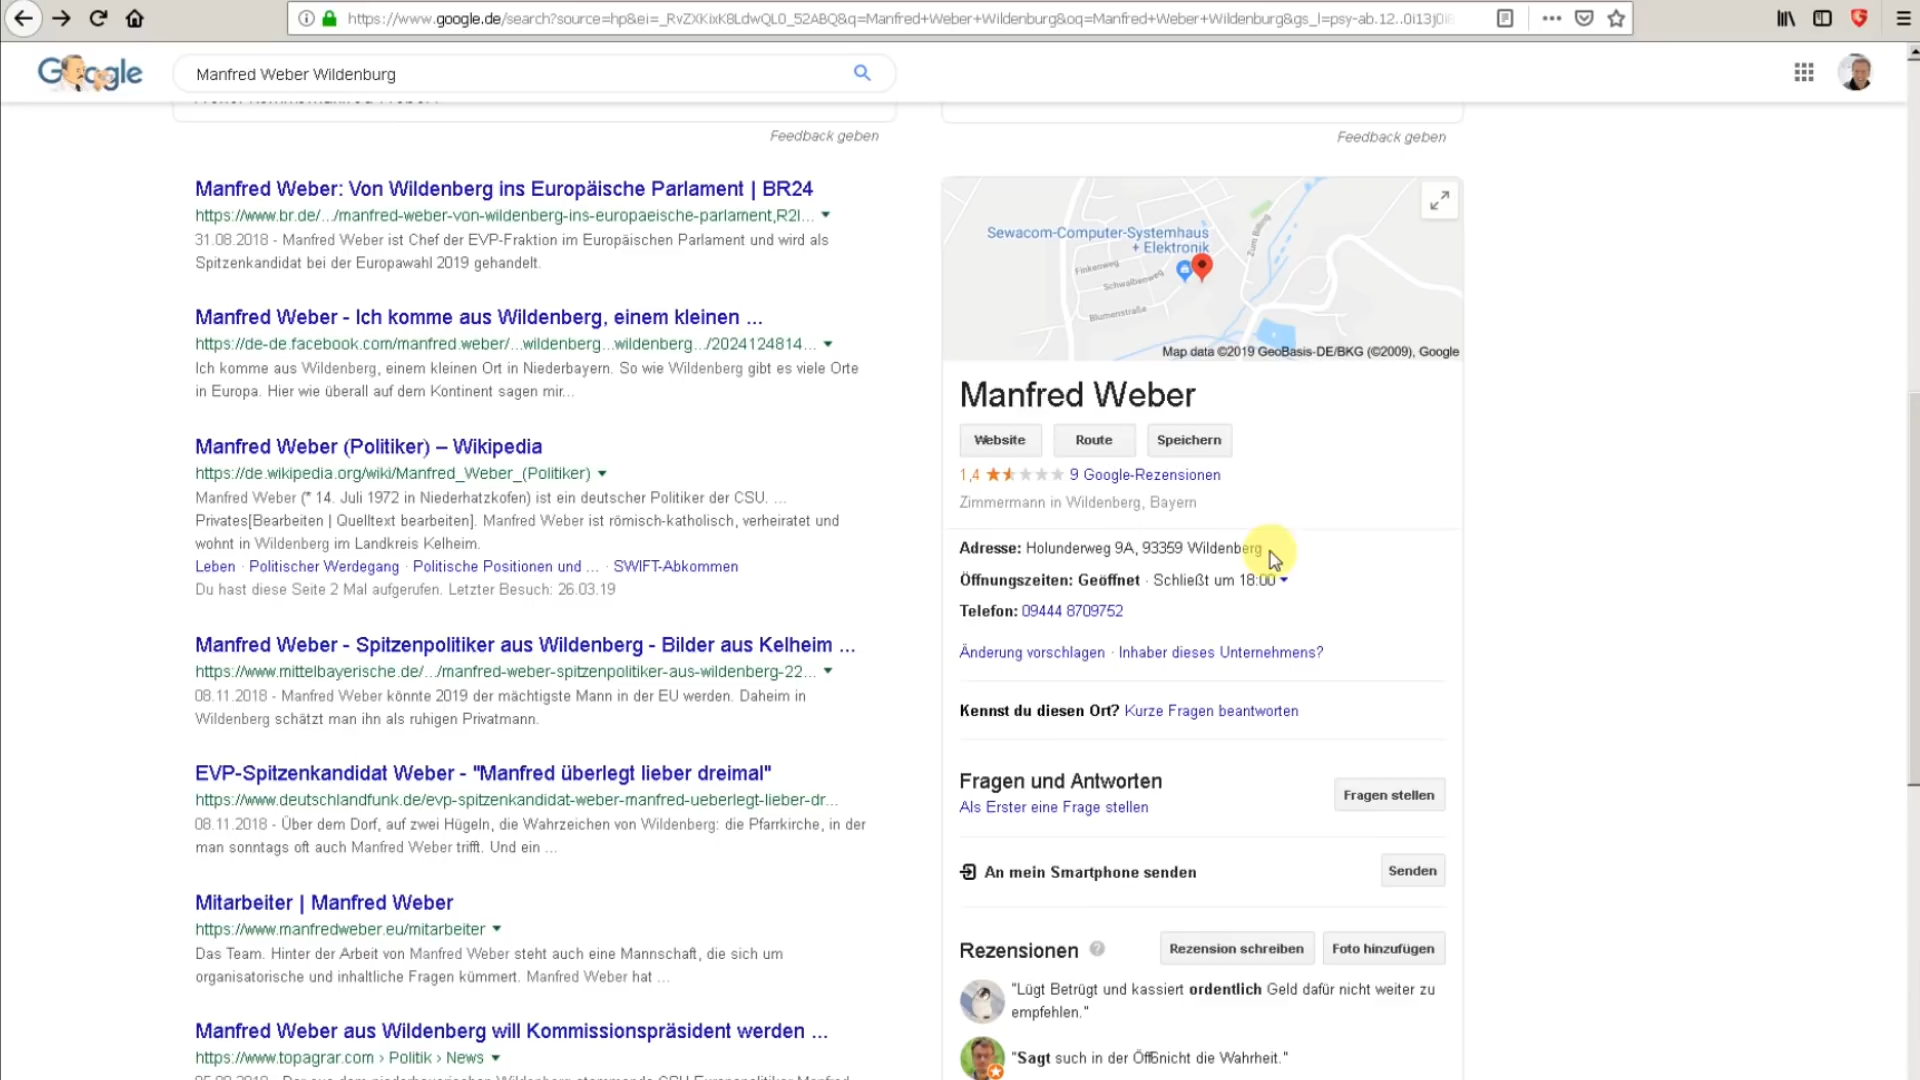 https://www.google.de/search?source=hp&ei=_RvZXKixK8LdwQL0_52ABQ&q=Manfred+Weber+Wildenburg&oq=Manfred+Weber+Wildenburg&gs_l=psy-ab.12..0i13j0i8
Google
Manfred Weber Wildenburg
Feedback geben
Feedback geben
Manfred Weber: Von Wildenberg ins Europäische Parlament | BR24
https://www.br.de/.../manfred-weber-von-wildenberg-ins-europaeische-parlament,R2I...
31.08.2018 - Manfred Weber ist Chef der EVP-Fraktion im Europäischen Parlament und wird als
Spitzenkandidat bei der Europawahl 2019 gehandelt.
Manfred Weber - Ich komme aus Wildenberg, einem kleinen ...
https://de-de.facebook.com/manfred.weber/...wildenberg...wildenberg.../2024124814...
Ich komme aus Wildenberg, einem kleinen Ort in Niederbayern. So wie Wildenberg gibt es viele Orte
in Europa. Hier wie überall auf dem Kontinent sagen mir...
Manfred Weber (Politiker) – Wikipedia
https://de.wikipedia.org/wiki/Manfred_Weber_(Politiker)
Manfred Weber (* 14. Juli 1972 in Niederhatzkofen) ist ein deutscher Politiker der CSU. ...
Privates[Bearbeiten | Quelltext bearbeiten]. Manfred Weber ist römisch-katholisch, verheiratet und
wohnt in Wildenberg im Landkreis Kelheim.
Leben · Politischer Werdegang · Politische Positionen und ... · SWIFT-Abkommen
Du hast diese Seite 2 Mal aufgerufen. Letzter Besuch: 26.03.19
Manfred Weber - Spitzenpolitiker aus Wildenberg - Bilder aus Kelheim ...
https://www.mittelbayerische.de/.../manfred-weber-spitzenpolitiker-aus-wildenberg-22...
08.11.2018 - Manfred Weber könnte 2019 der mächtigste Mann in der EU werden. Daheim in
Wildenberg schätzt man ihn als ruhigen Privatmann.
EVP-Spitzenkandidat Weber - "Manfred überlegt lieber dreimal"
https://www.deutschlandfunk.de/evp-spitzenkandidat-weber-manfred-ueberlegt-lieber-dr...
08.11.2018 - Über dem Dorf, auf zwei Hügeln, die Wahrzeichen von Wildenberg: die Pfarrkirche, in der
man sonntags oft auch Manfred Weber trifft. Und ein ...
Mitarbeiter | Manfred Weber
https://www.manfredweber.eu/mitarbeiter
Das Team. Hinter der Arbeit von Manfred Weber steht auch eine Mannschaft, die sich um
organisatorische und inhaltliche Fragen kümmert. Manfred Weber hat ...
Manfred Weber aus Wildenberg will Kommissionspräsident werden ...
https://www.topagrar.com › Politik › News
Sewacom-Computer-Systemhaus
+ Elektronik
Zum Billing
Finkenweg
Schwalbenweg
Blumenstraße
Map data ©2019 GeoBasis-DE/BKG (©2009), Google
Manfred Weber
Website
Route
Speichern
1,4 9 Google-Rezensionen
Zimmermann in Wildenberg, Bayern
Adresse: Holunderweg 9A, 93359 Wildenberg
Öffnungszeiten: Geöffnet · Schließt um 18:00
Telefon: 09444 8709752
Änderung vorschlagen · Inhaber dieses Unternehmens?
Kennst du diesen Ort? Kurze Fragen beantworten
Fragen und Antworten
Als Erster eine Frage stellen
Fragen stellen
An mein Smartphone senden
Senden
Rezensionen
Rezension schreiben
Foto hinzufügen
"Lügt Betrügt und kassiert ordentlich Geld dafür nicht weiter zu
empfehlen."
"Sagt such in der Öff6nicht die Wahrheit."